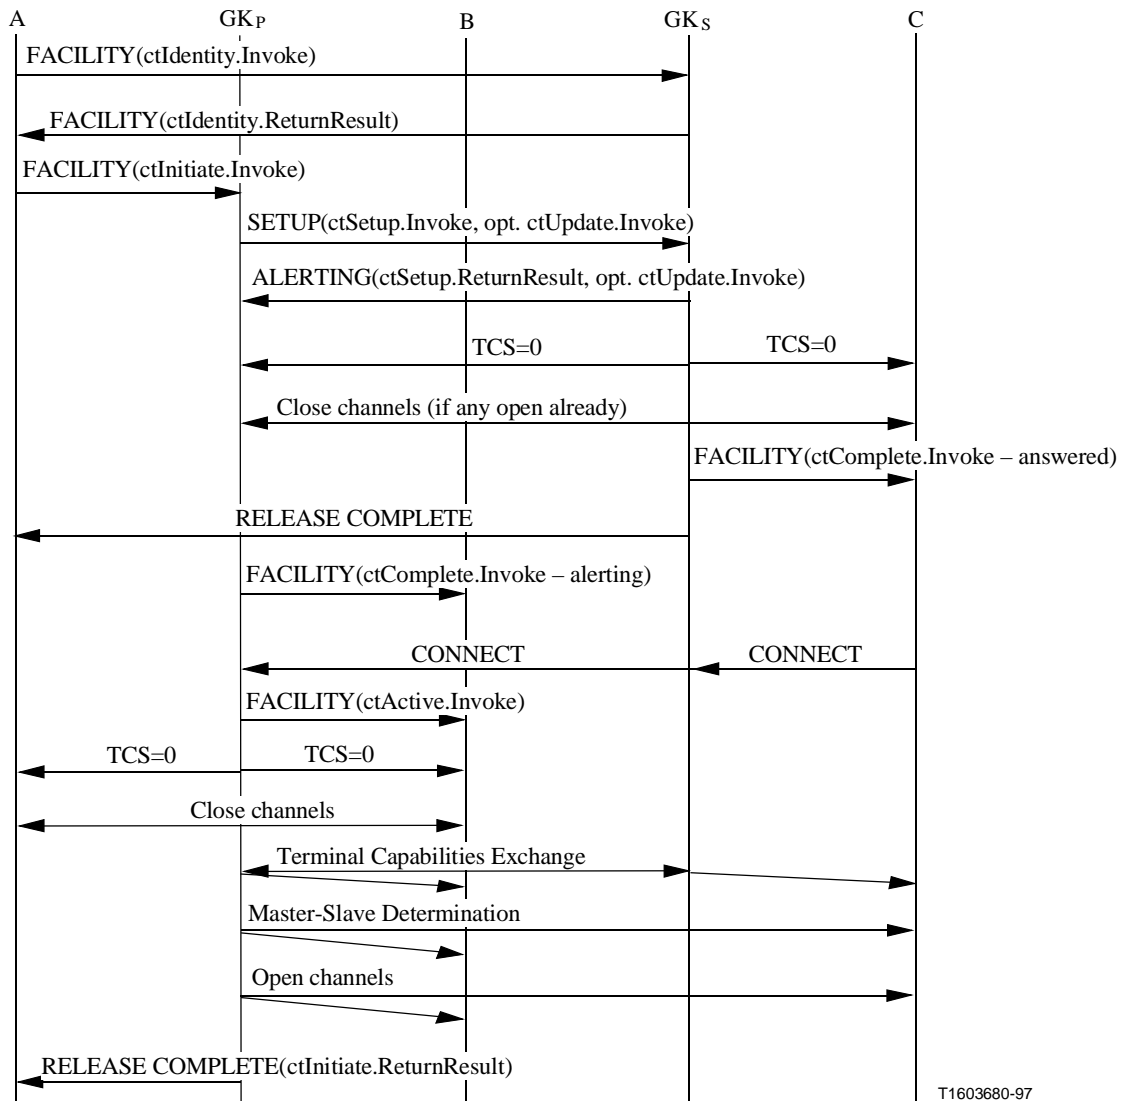 A GKP B GKS C
FACILITY(ctIdentity.Invoke)
FACILITY(ctIdentity.ReturnResult)
FACILITY(ctInitiate.Invoke)
SETUP(ctSetup.Invoke, opt. ctUpdate.Invoke)
ALERTING(ctSetup.ReturnResult, opt. ctUpdate.Invoke)
TCS=0 TCS=0
Close channels (if any open already)
FACILITY(ctComplete.Invoke – answered)
RELEASE COMPLETE
FACILITY(ctComplete.Invoke – alerting)
CONNECT CONNECT
FACILITY(ctActive.Invoke)
TCS=0 TCS=0
Close channels
Terminal Capabilities Exchange
Master-Slave Determination
Open channels
RELEASE COMPLETE(ctInitiate.ReturnResult)
T1603680-97